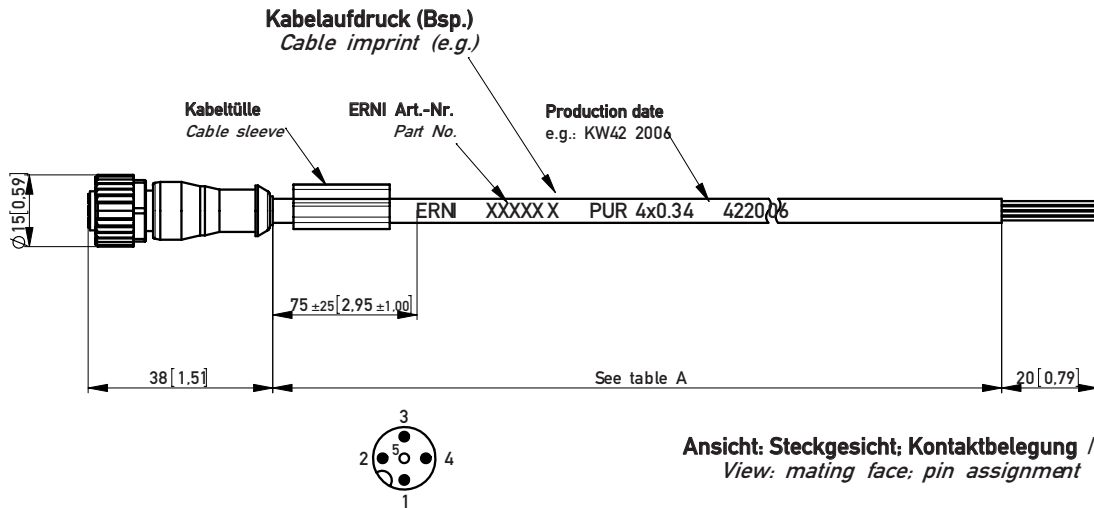 Kabelaufdruck (Bsp.)
Cable imprint (e.g.)
Kabeltülle
Cable sleeve
ERNI Art.-Nr.
Part No.
Production date
e.g.: KW42 2006
ERNI XXXXXX PUR 4x0.34 422006
∅15[0,59]
75 ±25[2,95 ±1,00]
38[1,51]
See table A
20[0,79]
3
2 5 4
1
Ansicht: Steckgesicht; Kontaktbelegung /
View: mating face; pin assignment